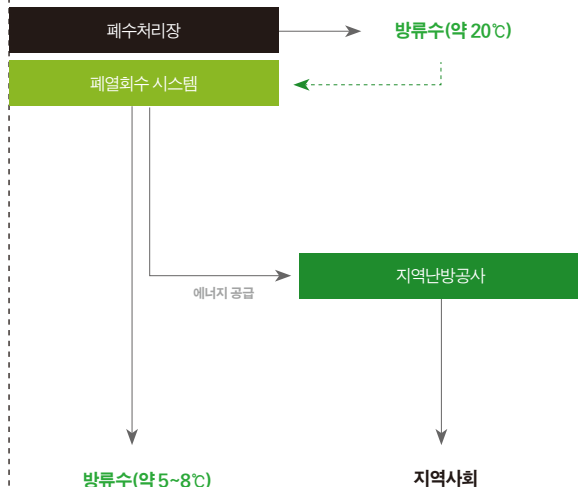 폐수처리장
방류수(약 20℃)
폐열회수 시스템
지역난방공사
에너지 공급
방류수(약 5~8℃)
지역사회